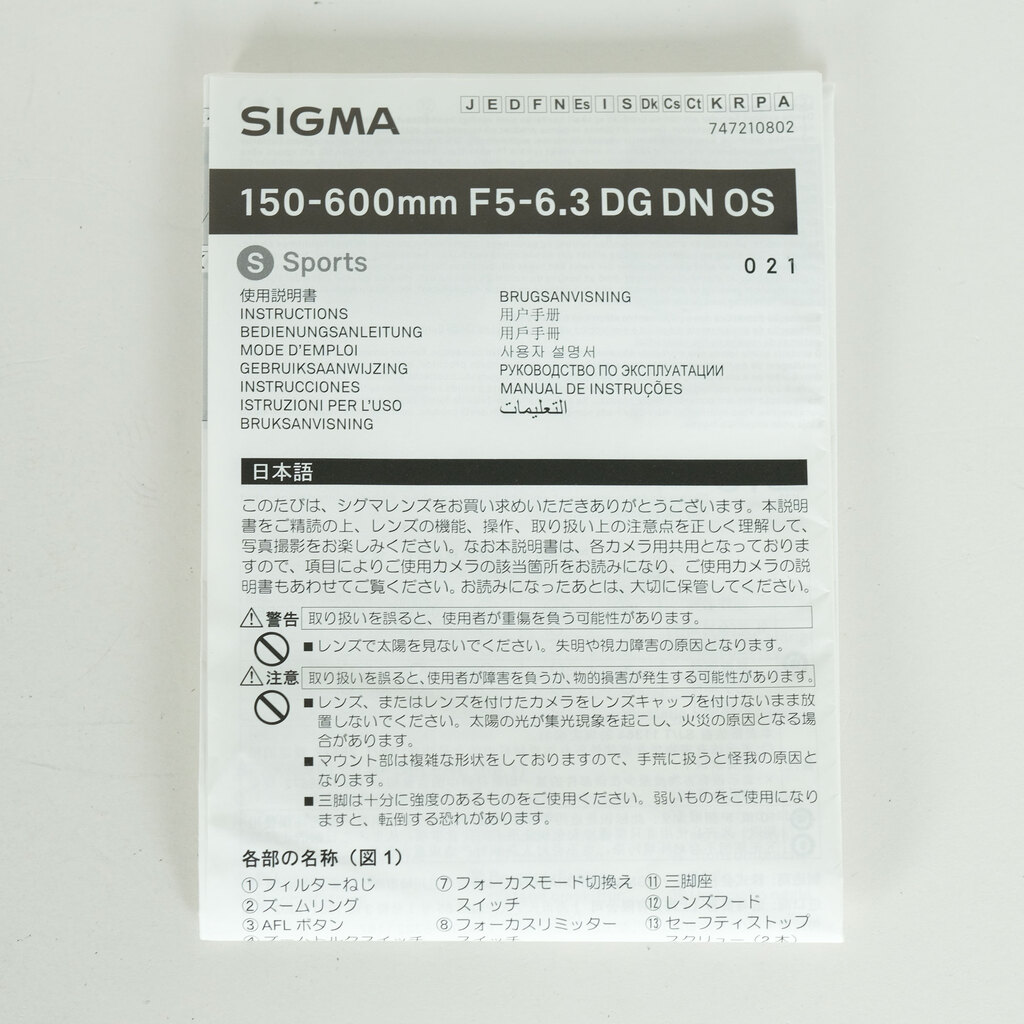 SIGMA
J E D F N Es I S Dk Cs Ct K R P A
747210802
150-600mm F5-6.3 DG DN OS
S Sports
021
使用説明書
INSTRUCTIONS
BEDIENUNGSANLEITUNG
MODE D'EMPLOI
GEBRUIKSAANWIJZING
INSTRUCCIONES
ISTRUZIONI PER L'USO
BRUKSANVISNING
BRUGSANVISNING
用户手册
用戶手冊
사용자 설명서
РУКОВОДСТВО ПО ЭКСПЛУАТАЦИИ
MANUAL DE INSTRUÇÕES
التعليمات
日本語
このたびは、シグマレンズをお買い求めいただきありがとうございます。本説明
書をご精読の上、レンズの機能、操作、取り扱い上の注意点を正しく理解して、
写真撮影をお楽しみください。なお本説明書は、各カメラ用共用となっておりま
すので、項目によりご使用カメラの該当箇所をお読みになり、ご使用カメラの説
明書もあわせてご覧ください。お読みになったあとは、大切に保管してください。
⚠警告 取り扱いを誤ると、使用者が重傷を負う可能性があります。
■レンズで太陽を見ないでください。失明や視力障害の原因となります。
⚠注意 取り扱いを誤ると、使用者が障害を負うか、物的損害が発生する可能性があります。
■レンズ、またはレンズを付けたカメラをレンズキャップを付けないまま放
置しないでください。太陽の光が集光現象を起こし、火災の原因となる場
合があります。
■マウント部は複雑な形状をしておりますので、手荒に扱うと怪我の原因と
なります。
■三脚は十分に強度のあるものをご使用ください。弱いものをご使用になり
ますと、転倒する恐れがあります。
各部の名称（図1）
①フィルターねじ
②ズームリング
③AFL ボタン
④ズームトルクスイッチ
⑦フォーカスモード切換え
スイッチ
⑧フォーカスリミッター
スイッチ
⑪三脚座
⑫レンズフード
⑬セーフティストップ
スクリュー（2本）